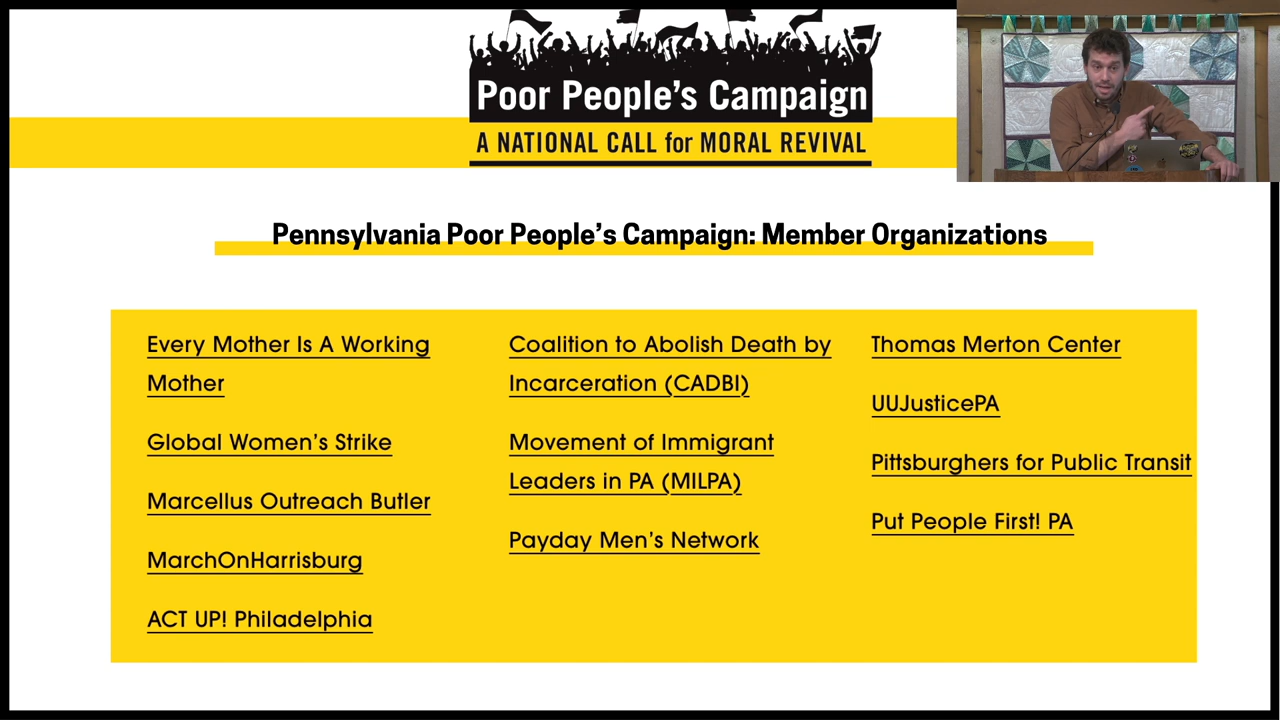 Poor People's Campaign
A NATIONAL CALL for MORAL REVIVAL
Pennsylvania Poor People's Campaign: Member Organizations
Every Mother Is A Working
Mother
Global Women's Strike
Marcellus Outreach Butler
MarchOnHarrisburg
ACT UP! Philadelphia
Coalition to Abolish Death by
Incarceration (CADBI)
Movement of Immigrant
Leaders in PA (MILPA)
Payday Men's Network
Thomas Merton Center
UUJusticePA
Pittsburghers for Public Transit
Put People First! PA